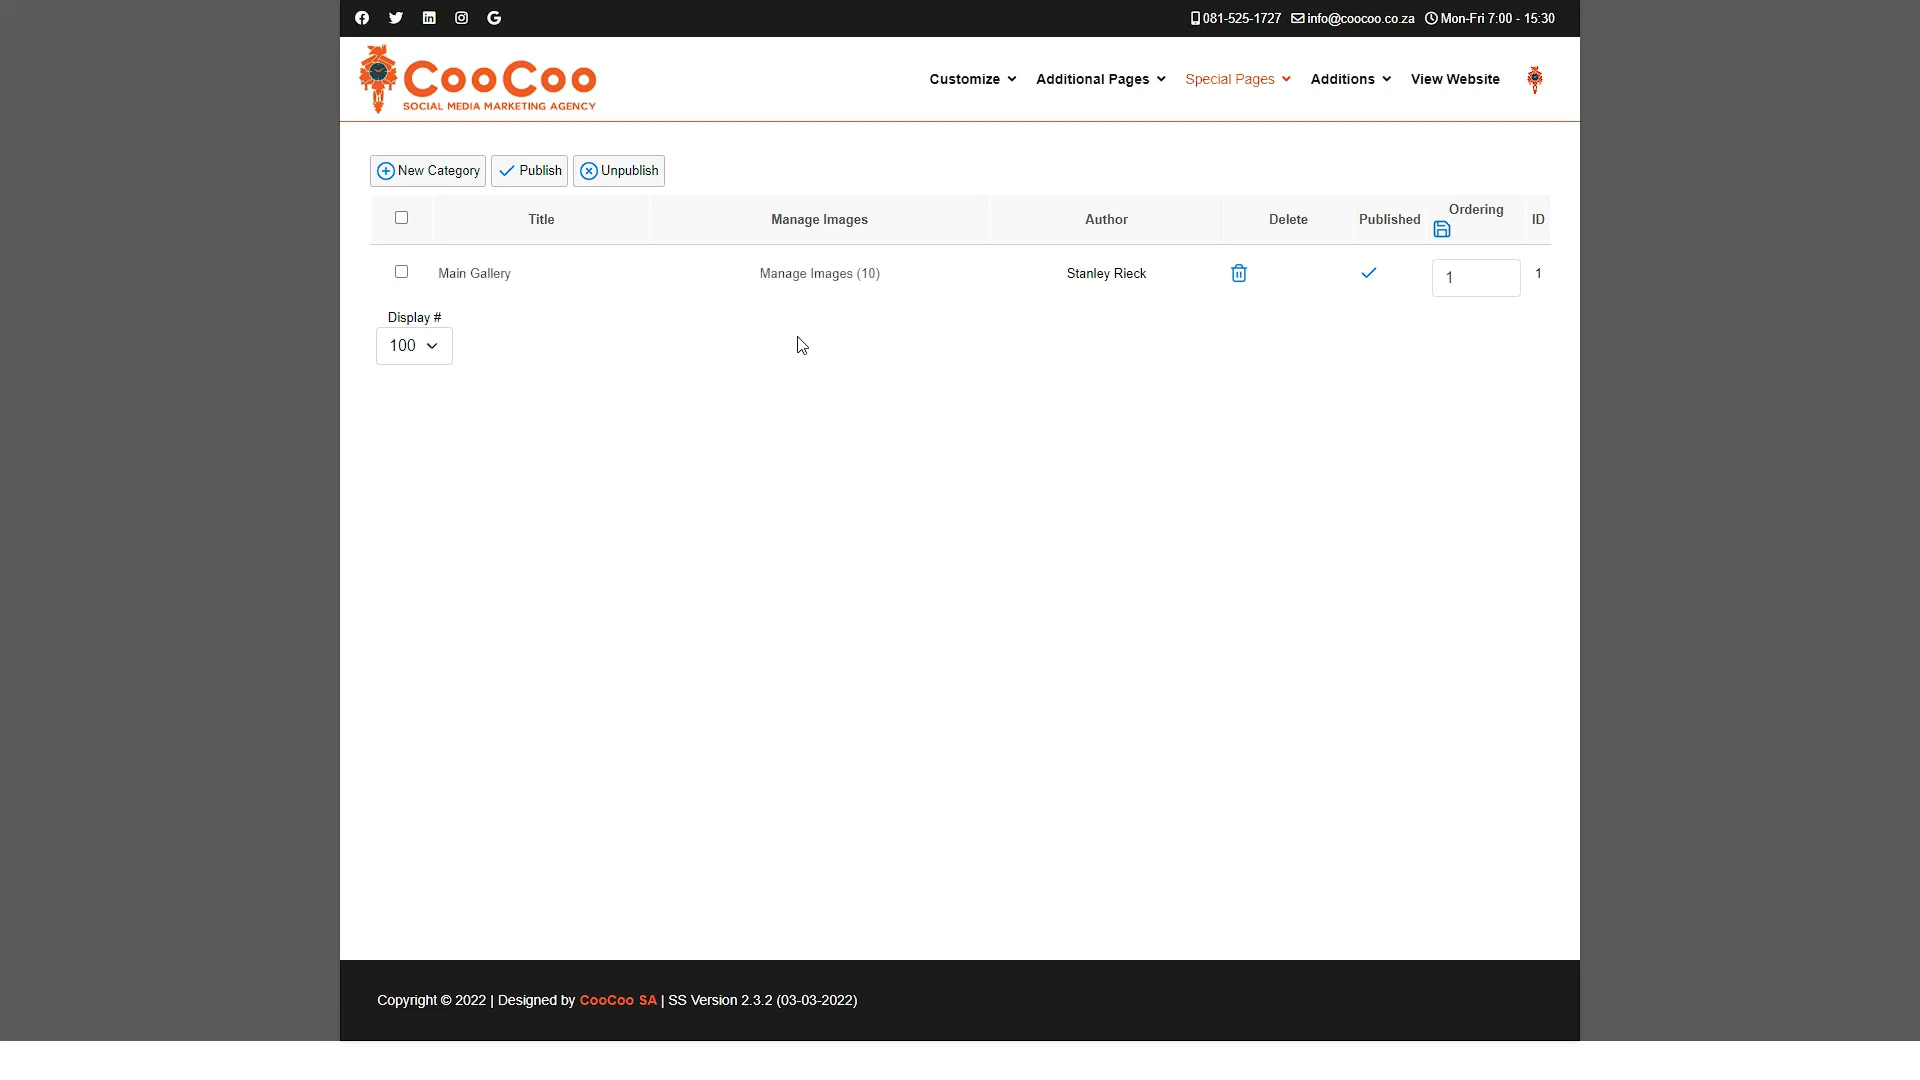 081-525-1727 info@coocoo.co.za Mon-Fri 7:00 - 15:30
CooCoo
SOCIAL MEDIA MARKETING AGENCY
Customize Additional Pages Special Pages Additions View Website
New Category Publish Unpublish
Title Manage Images Author Delete Published Ordering ID
Main Gallery Manage Images (10) Stanley Rieck 1 1
Display #
100
Copyright © 2022 | Designed by CooCoo SA | SS Version 2.3.2 (03-03-2022)